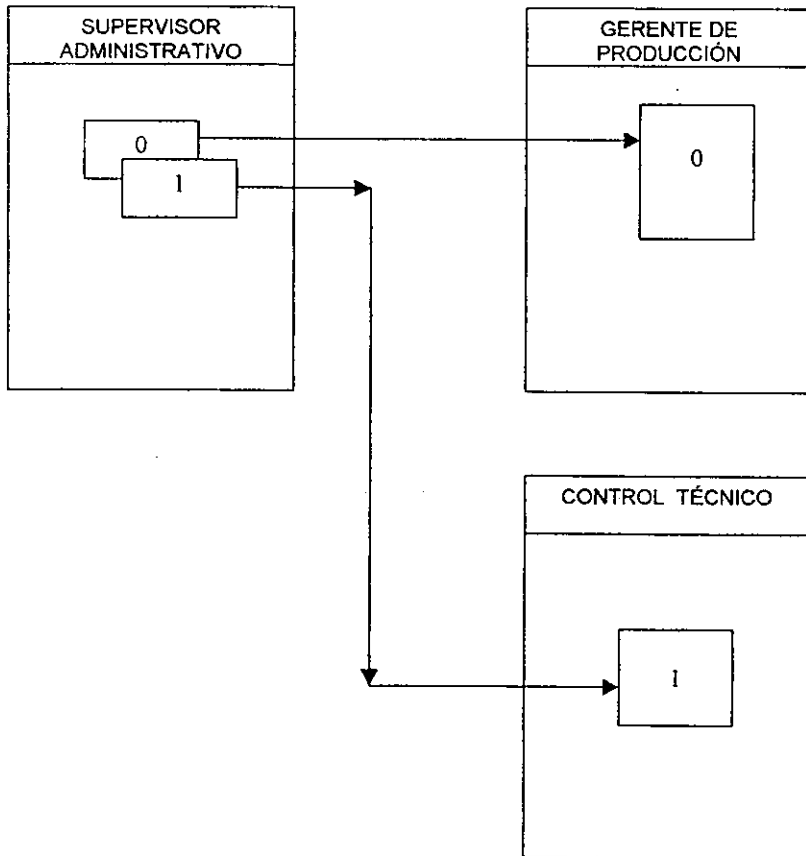 SUPERVISOR
ADMINISTRATIVO
0
1
GERENTE DE
PRODUCCIÓN
0
CONTROL TÉCNICO
1